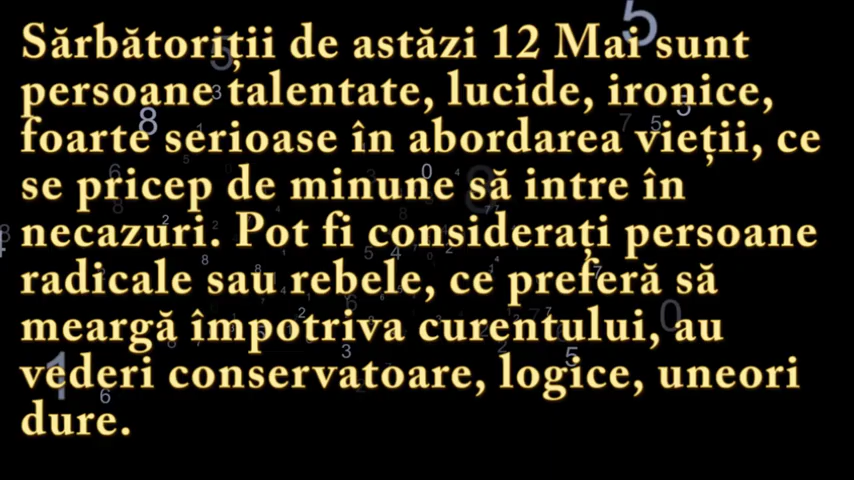 Sărbătoriții de astăzi 12 Mai sunt
persoane talentate, lucide, ironice,
foarte serioase în abordarea vieții, ce
se pricep de minune să intre în
necazuri. Pot fi considerați persoane
radicale sau rebele, ce preferă să
meargă împotriva curentului, au
vederi conservatoare, logice, uneori
dure.